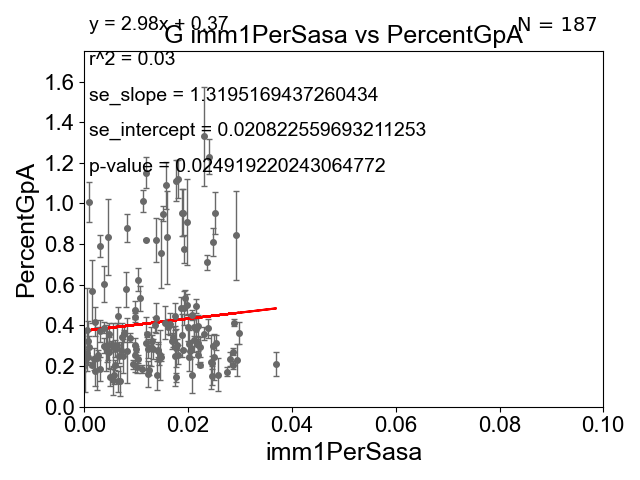 y = 2.98x + 0.37
G imm1PerSasa vs PercentGpA
N = 187
r^2 = 0.03
se_slope = 1.3195169437260434
se_intercept = 0.020822559693211253
p-value = 0.024919220243064772
PercentGpA
1.6
1.4
1.2
1.0
0.8
0.6
0.4
0.2
0.0
0.00 0.02 0.04 0.06 0.08 0.10
imm1PerSasa